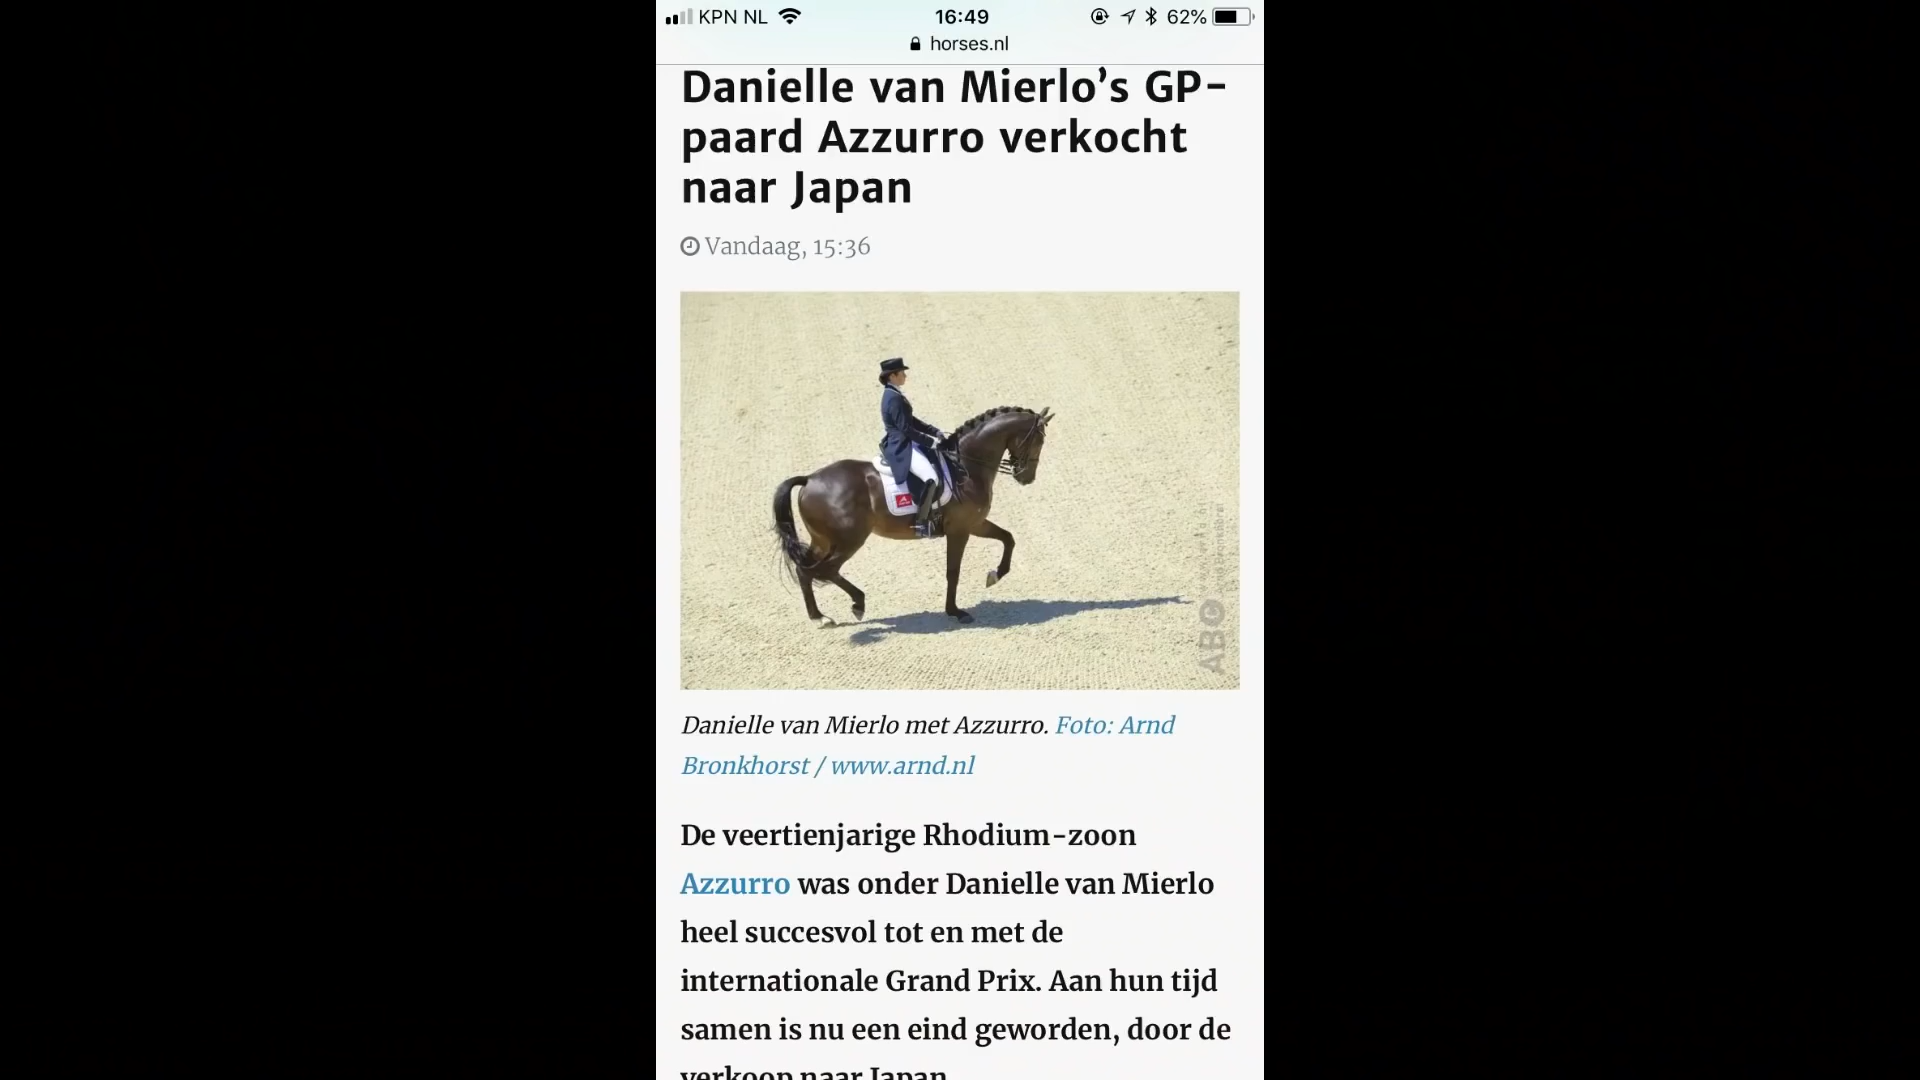 KPN NL 16:49 62%
horses.nl
Danielle van Mierlo’s GP-
paard Azzurro verkocht
naar Japan
Vandaag, 15:36
ABC
Danielle van Mierlo met Azzurro. Foto: Arnd
Bronkhorst / www.arnd.nl
De veertienjarige Rhodium-zoon
Azzurro was onder Danielle van Mierlo
heel succesvol tot en met de
internationale Grand Prix. Aan hun tijd
samen is nu een eind geworden, door de
verkoop naar Japan.